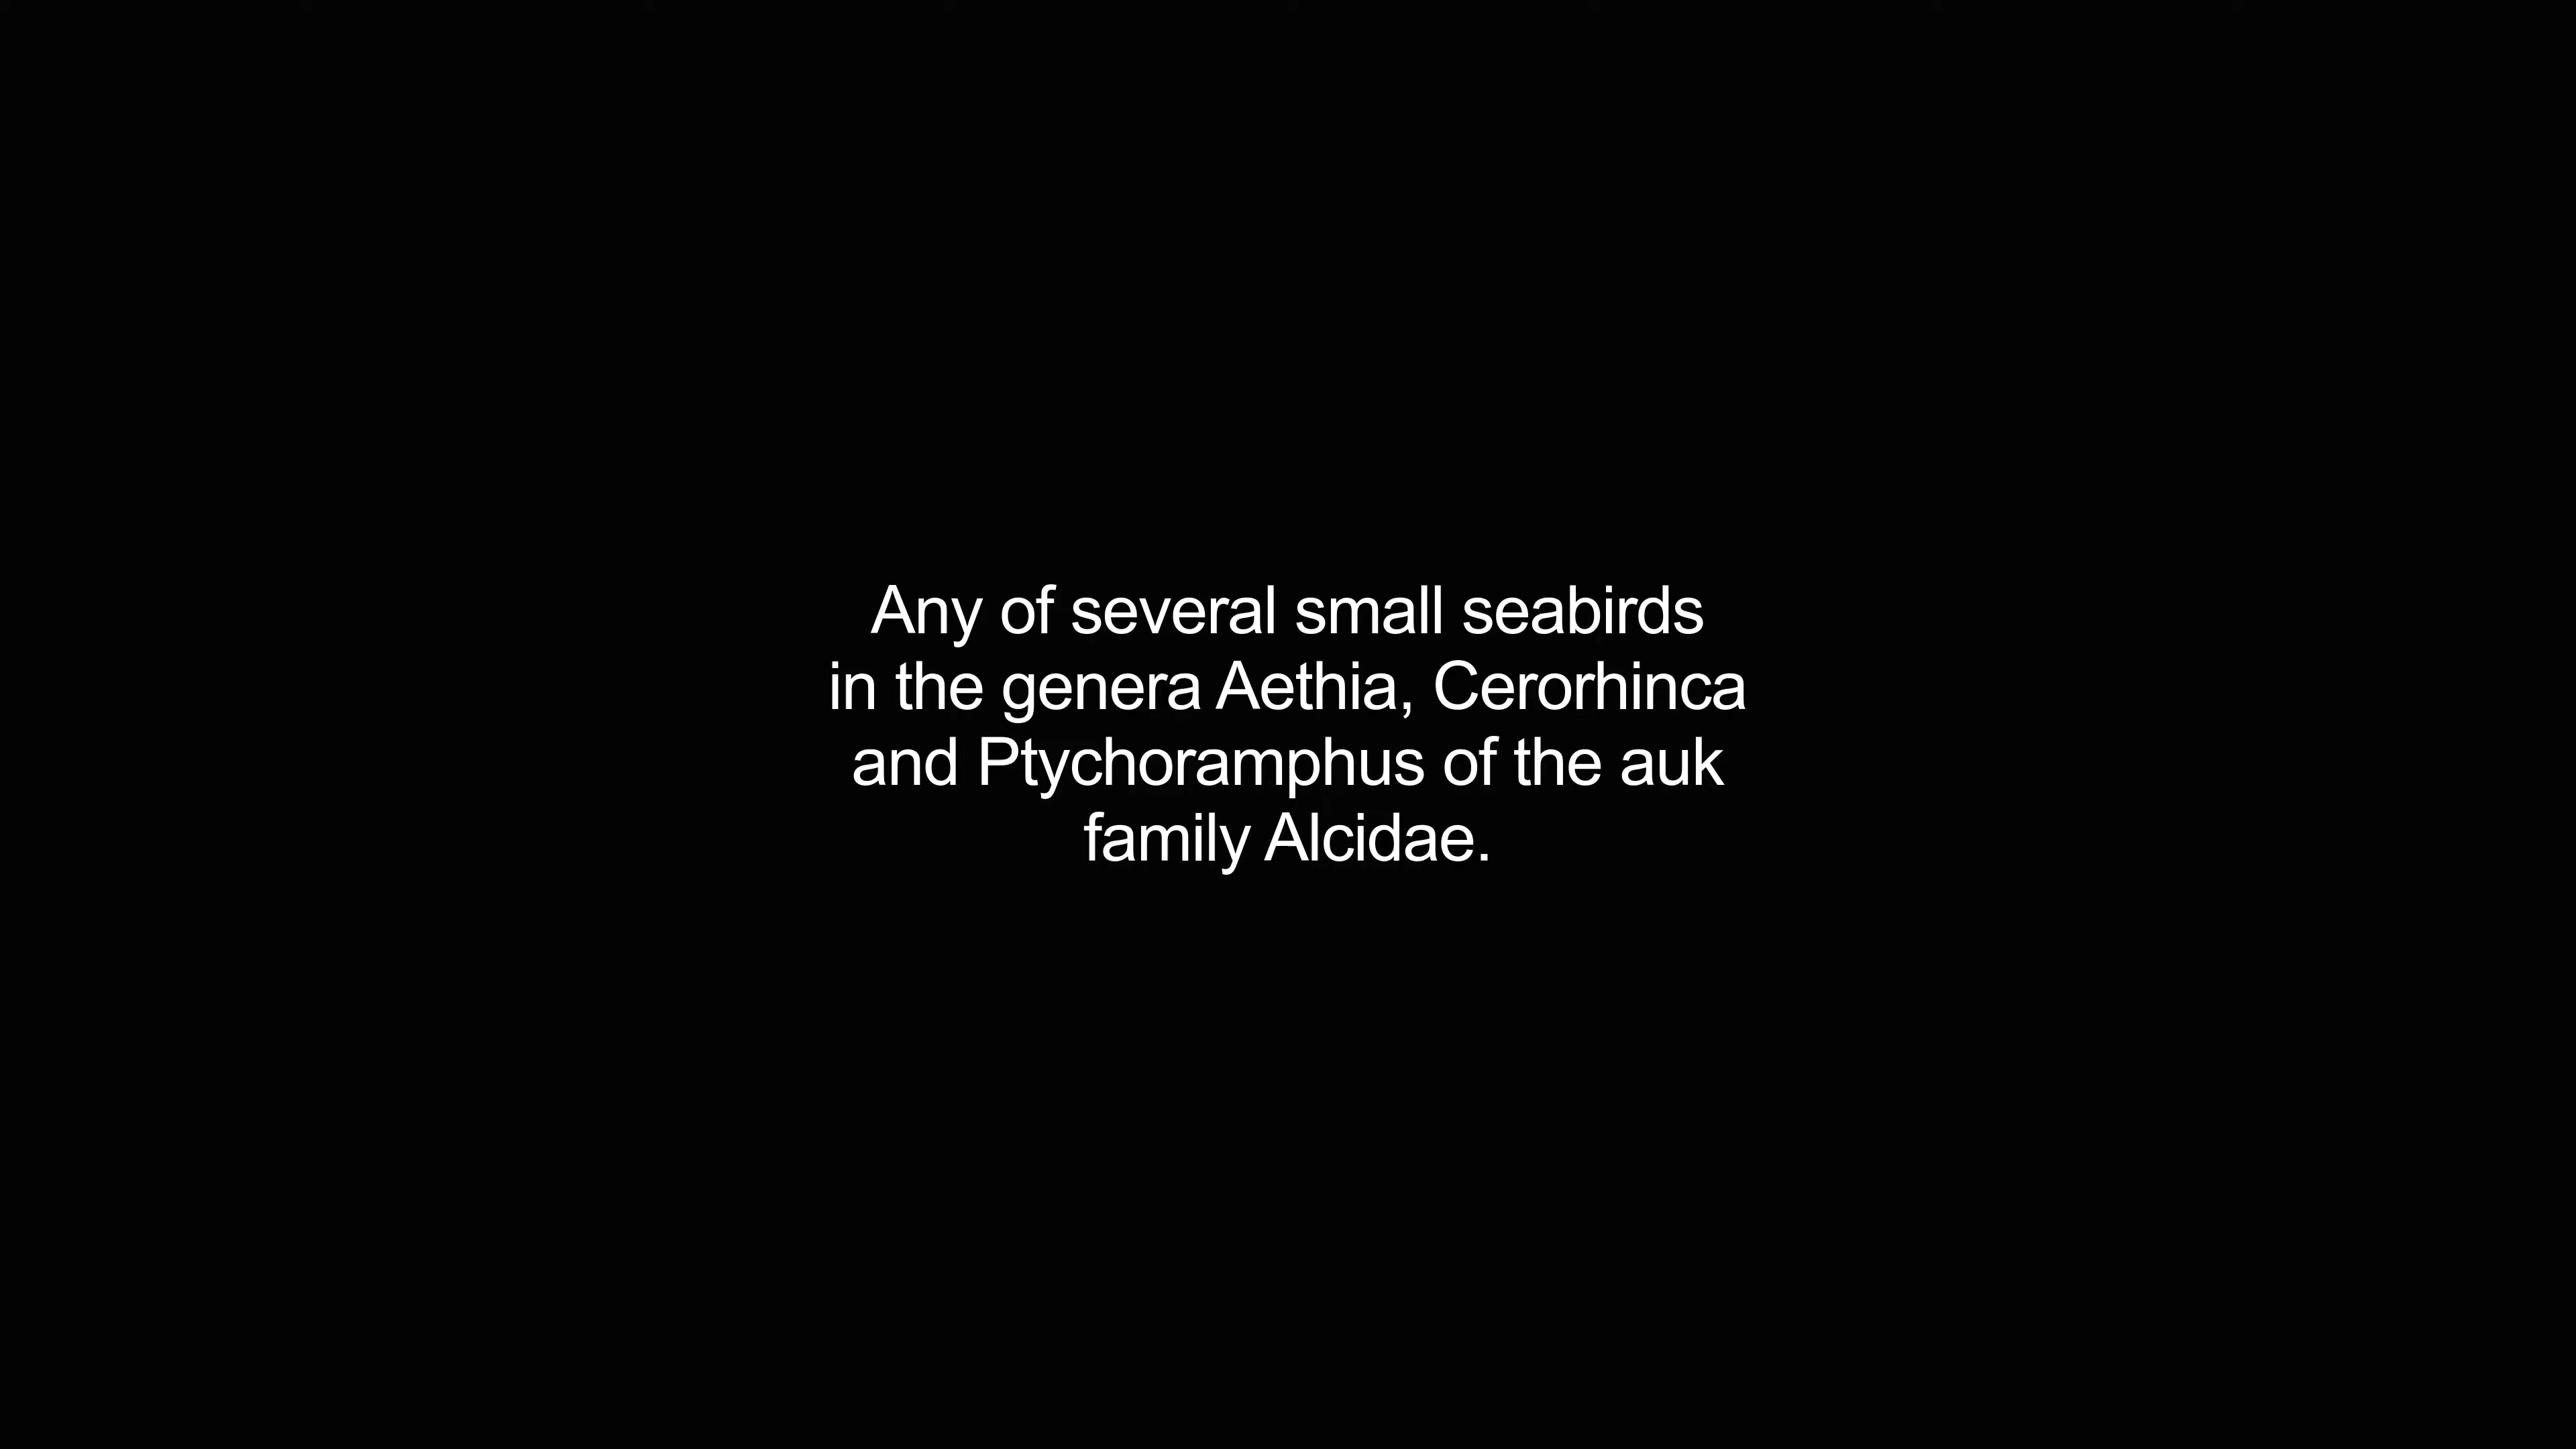 Any of several small seabirds
in the genera Aethia, Cerorhinca
and Ptychoramphus of the auk
family Alcidae.